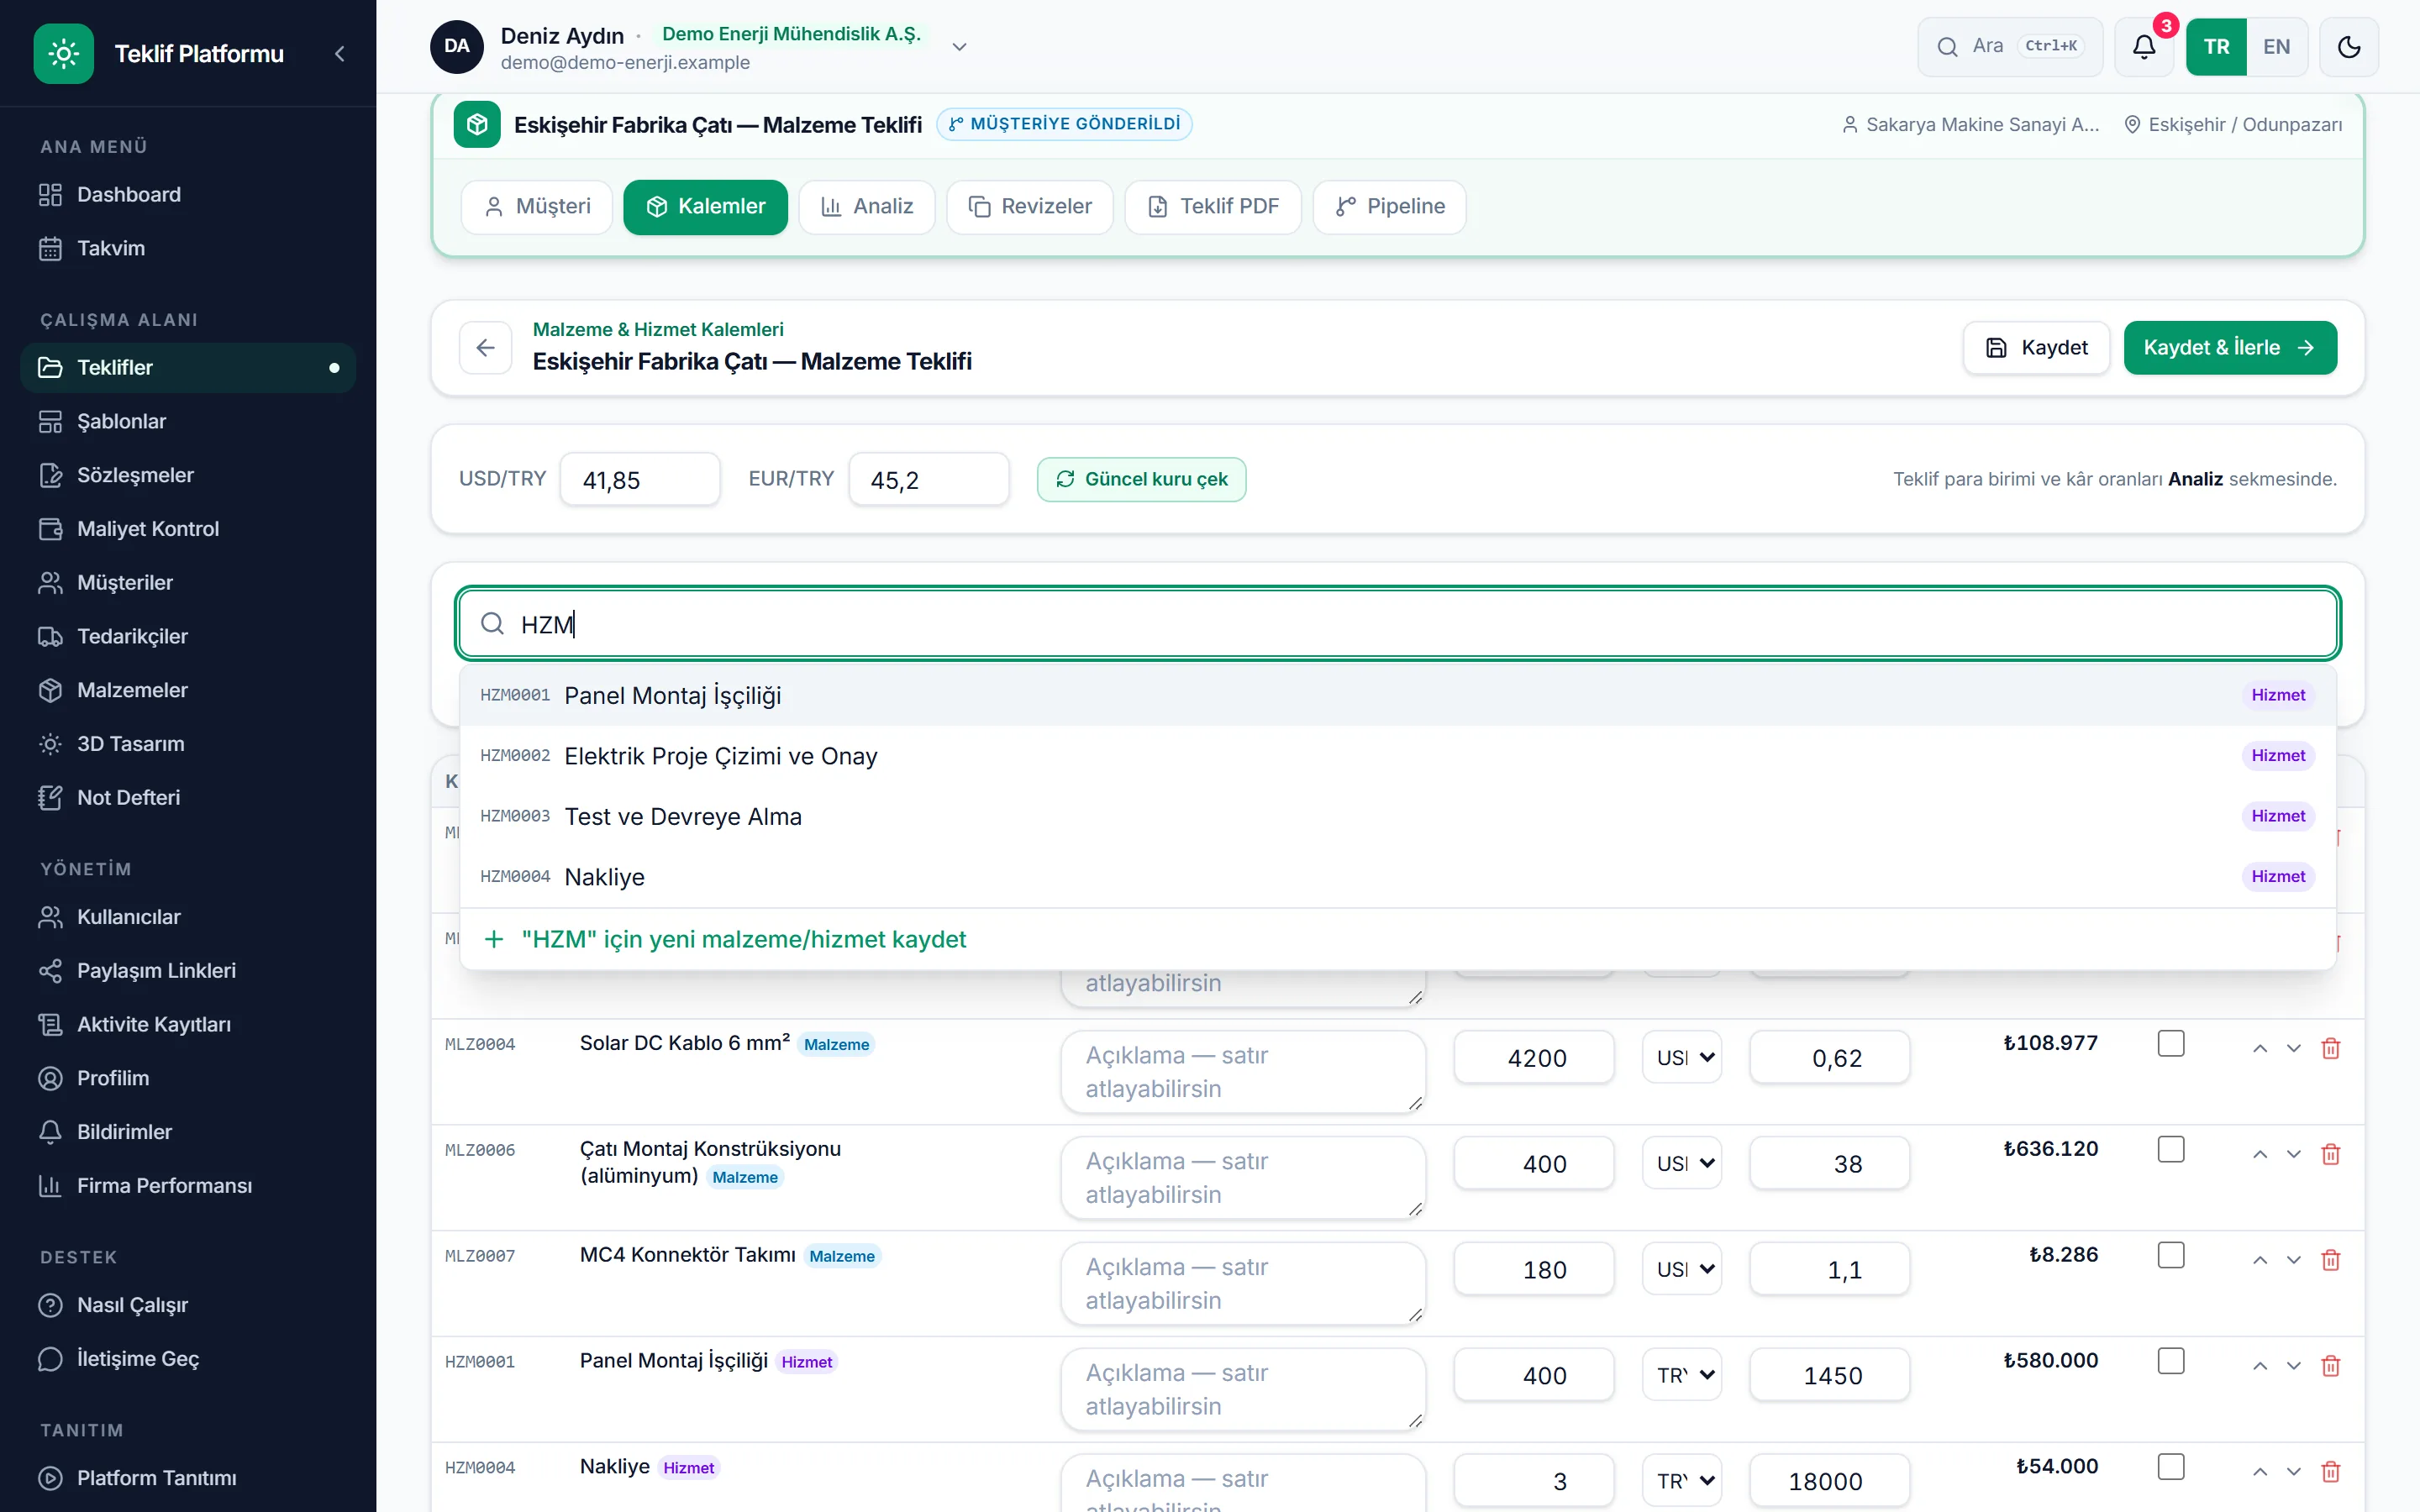 Teklif Platformu
ANA MENÜ
Dashboard
Takvim
ÇALIŞMA ALANI
Teklifler
Şablonlar
Sözleşmeler
Maliyet Kontrol
Müşteriler
Tedarikçiler
Malzemeler
3D Tasarım
Not Defteri
YÖNETİM
Kullanıcılar
Paylaşım Linkleri
Aktivite Kayıtları
Profilim
Bildirimler
Firma Performansı
DESTEK
Nasıl Çalışır
İletişime Geç
TANITIM
Platform Tanıtımı
DA
Deniz Aydın · Demo Enerji Mühendislik A.Ş.
demo@demo-enerji.example
Ara Ctrl+K
3
TR EN
Eskişehir Fabrika Çatı — Malzeme Teklifi MÜŞTERİYE GÖNDERİLDİ
Sakarya Makine Sanayi A... Eskişehir / Odunpazarı
Müşteri Kalemler Analiz Revizeler Teklif PDF Pipeline
Malzeme & Hizmet Kalemleri
Eskişehir Fabrika Çatı — Malzeme Teklifi
Kaydet Kaydet & İlerle
USD/TRY 41,85 EUR/TRY 45,2 Güncel kuru çek
Teklif para birimi ve kâr oranları Analiz sekmesinde.
HZM
HZM0001 Panel Montaj İşçiliği Hizmet
HZM0002 Elektrik Proje Çizimi ve Onay Hizmet
HZM0003 Test ve Devreye Alma Hizmet
HZM0004 Nakliye Hizmet
"HZM" için yeni malzeme/hizmet kaydet
atlayabilirsin
MLZ0004 Solar DC Kablo 6 mm² Malzeme Açıklama — satır 4200 0,62 ₺108.977
atlayabilirsin
MLZ0006 Çatı Montaj Konstrüksiyonu Açıklama — satır 400 38 ₺636.120
(alüminyum) Malzeme atlayabilirsin
MLZ0007 MC4 Konnektör Takımı Malzeme Açıklama — satır 180 1,1 ₺8.286
atlayabilirsin
HZM0001 Panel Montaj İşçiliği Hizmet Açıklama — satır 400 1450 ₺580.000
atlayabilirsin
HZM0004 Nakliye Hizmet Açıklama — satır 3 18000 ₺54.000